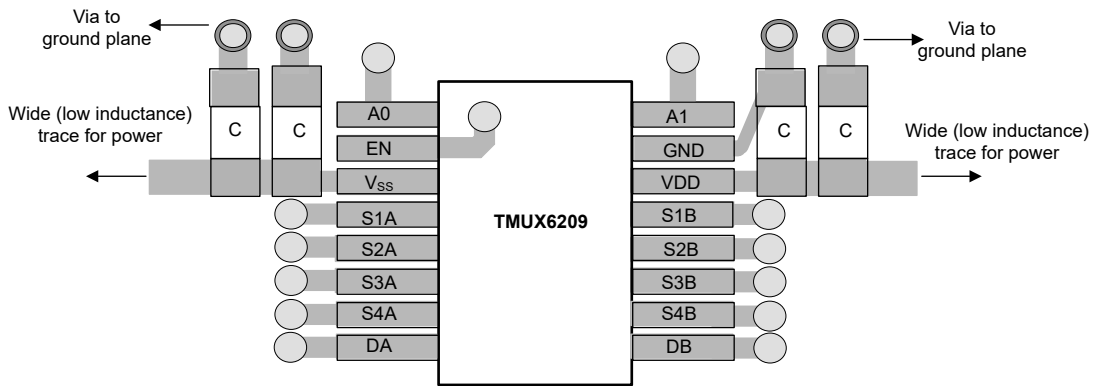 Via to
ground plane
Via to
ground plane
Wide (low inductance)
trace for power
C
C
A0
A1
C
C
Wide (low inductance)
trace for power
EN
GND
VSS
VDD
S1A
TMUX6209
S1B
S2A
S2B
S3A
S3B
S4A
S4B
DA
DB